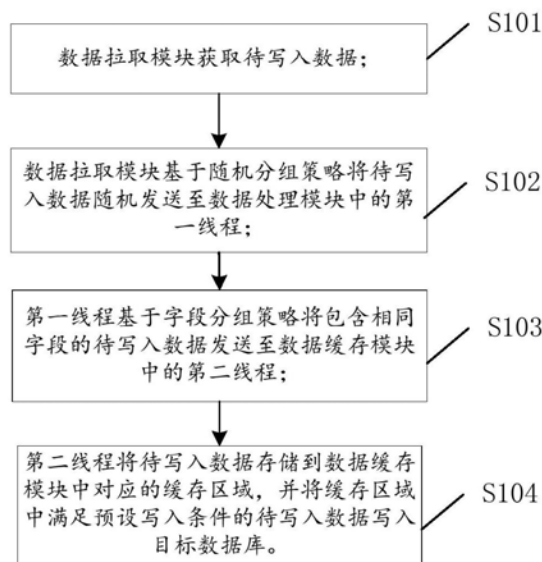 S101
数据拉取模块获取待写入数据;
数据拉取模块基于随机分组策略将待写
入数据随机发送至数据处理模块中的第
一线程;
S102
第一线程基于字段分组策略将包含相同
字段的待写入数据发送至数据缓存模块
中的第二线程;
S103
第二线程将待写入数据存储到数据缓存
模块中对应的缓存区域，并将缓存区域
中满足预设写入条件的待写入数据写入
目标数据库。
S104